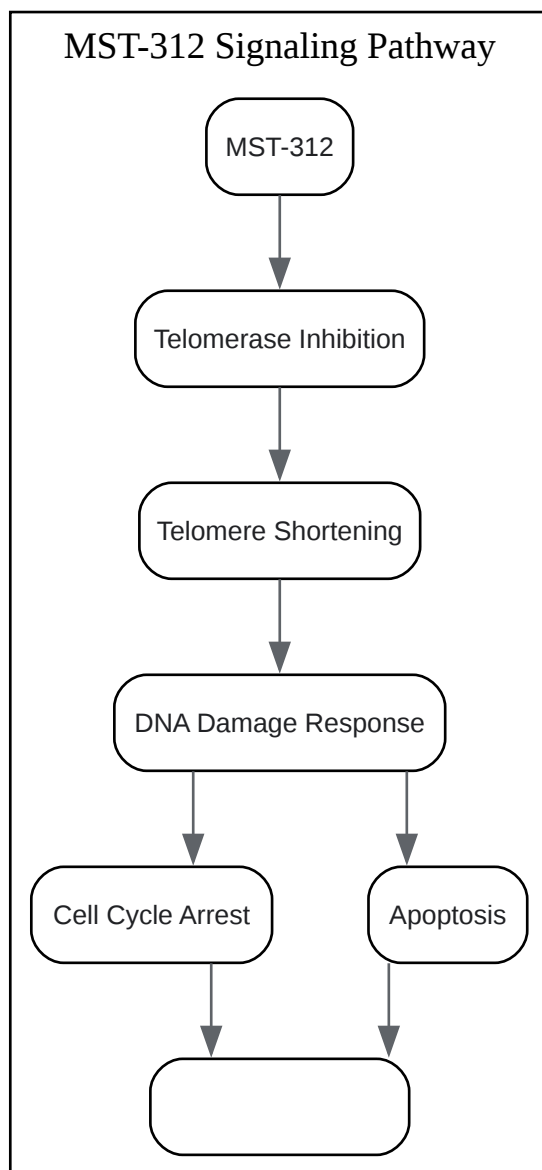 MST-312 Signaling Pathway
MST-312
Telomerase Inhibition
Telomere Shortening
DNA Damage Response
Cell Cycle Arrest
Apoptosis